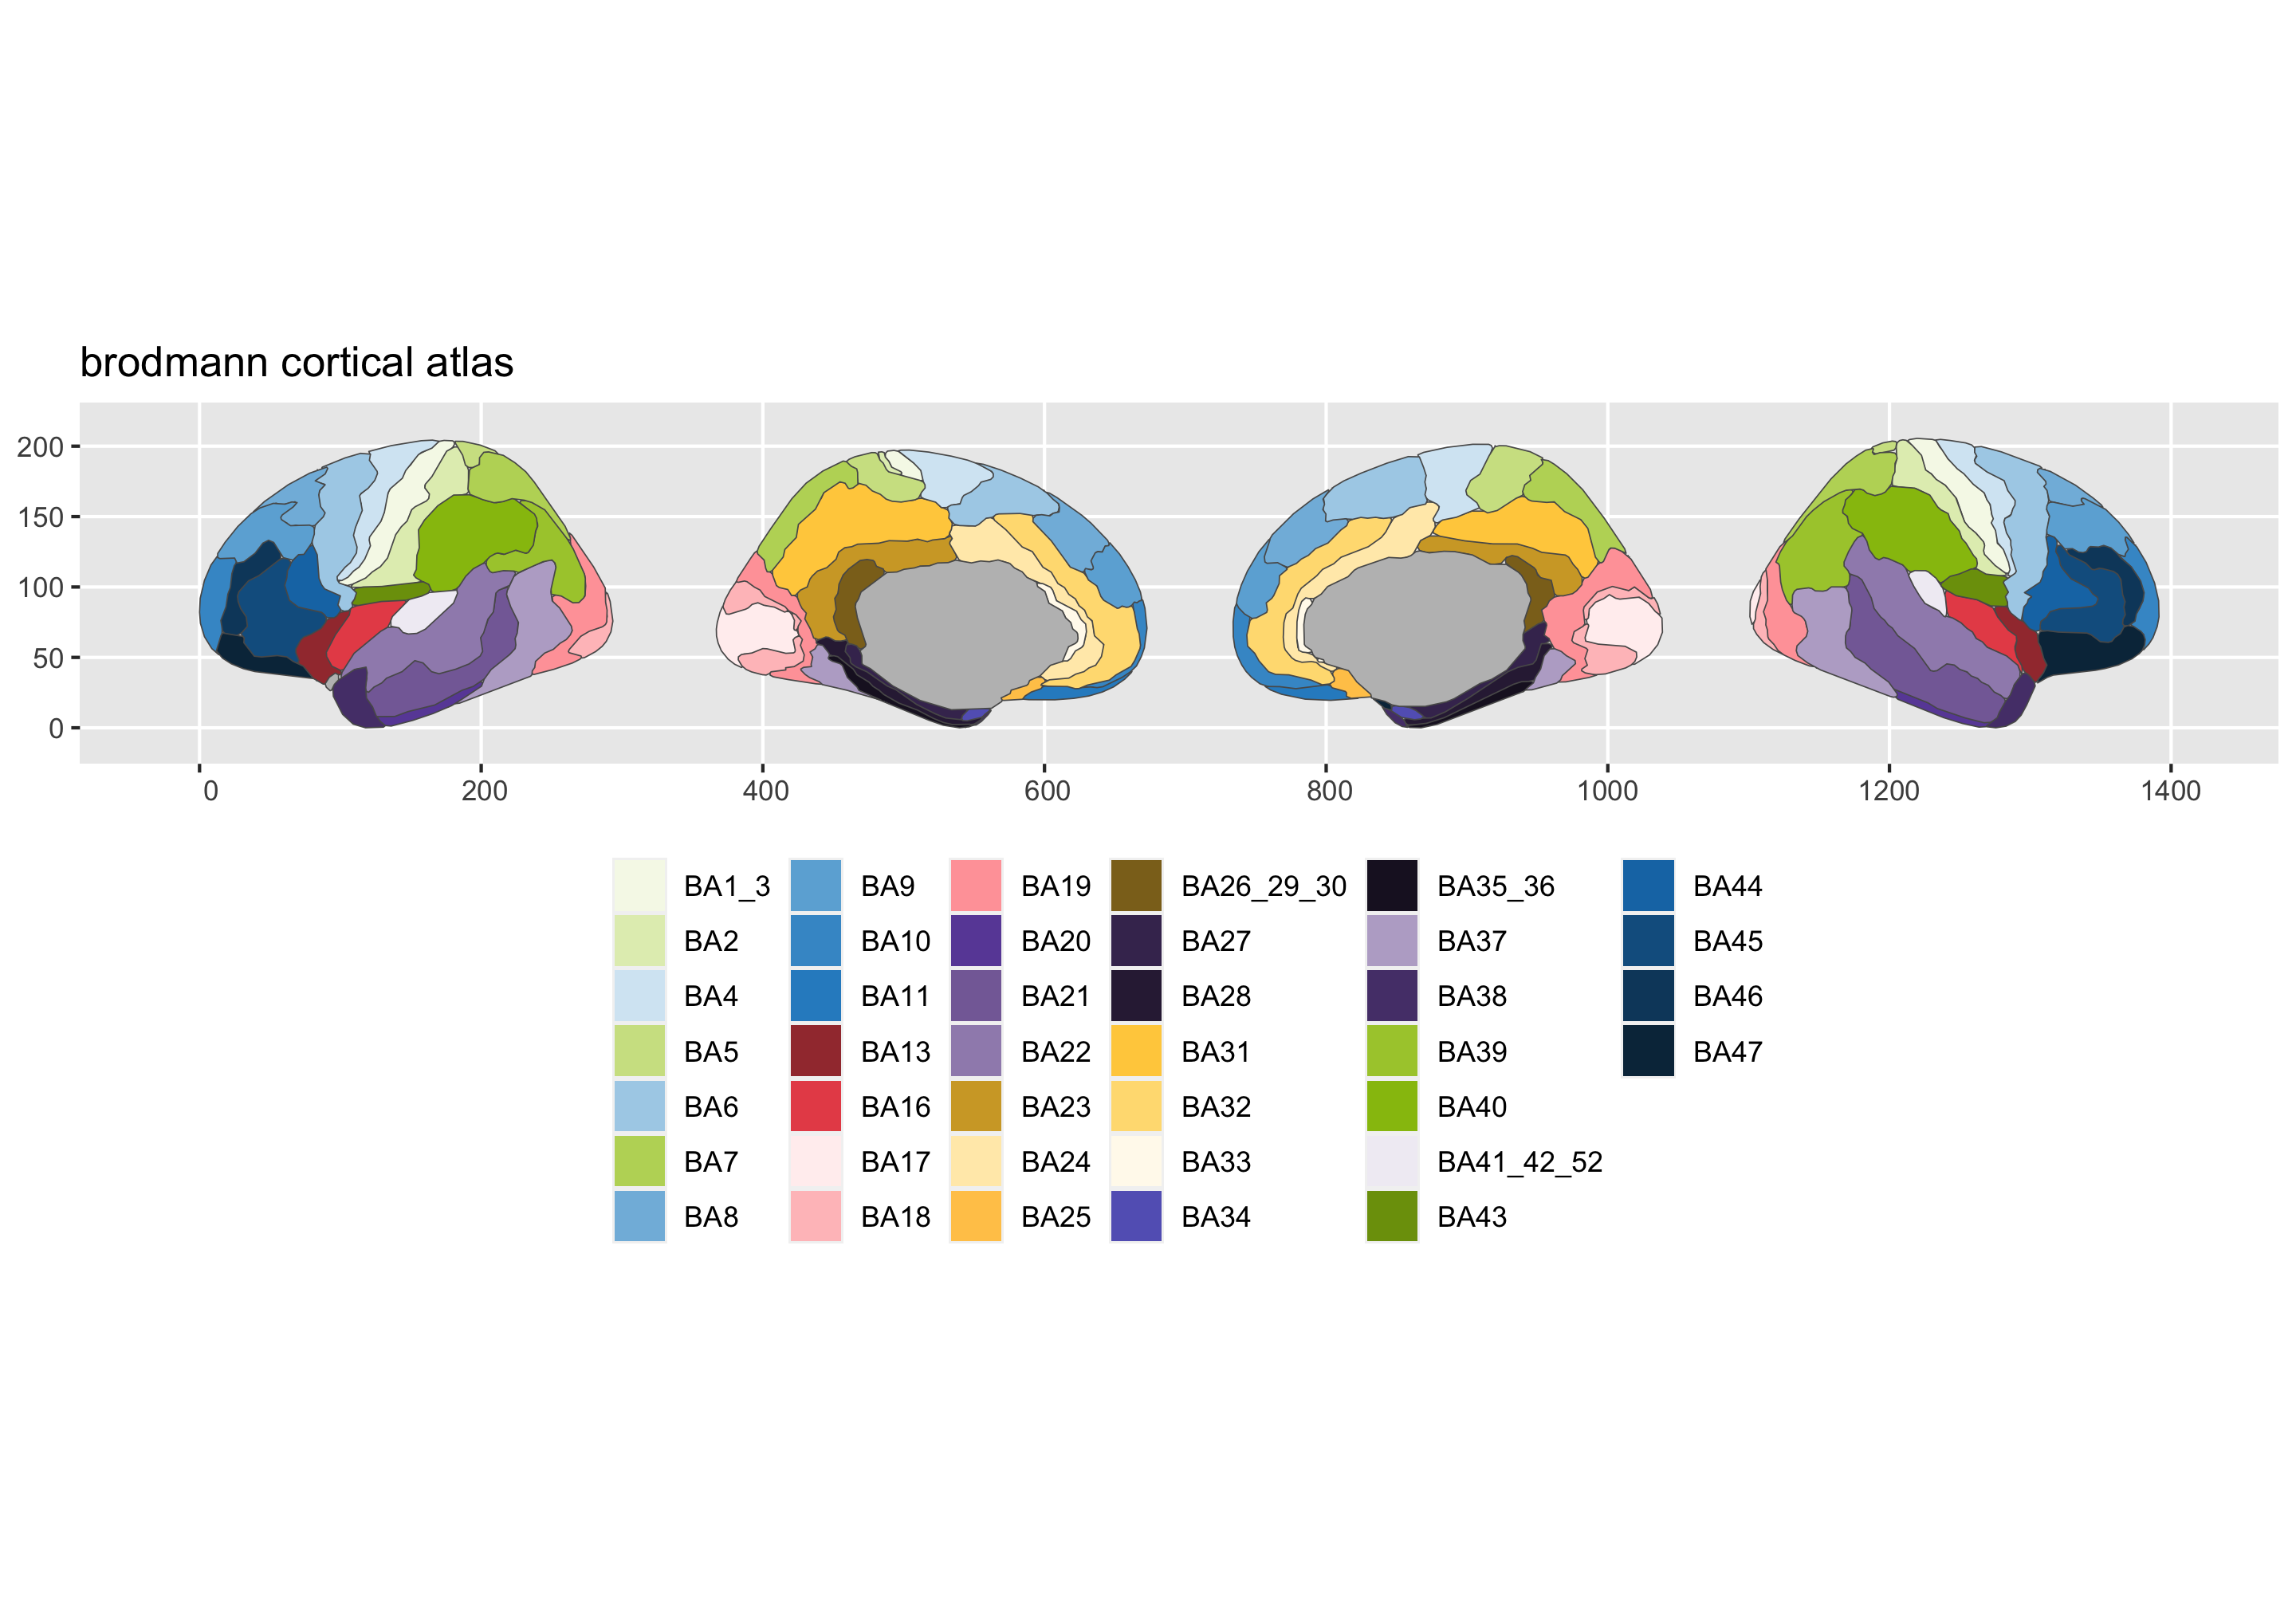 brodmann cortical atlas
200
150
100
50
0
0 200 400 600 800 1000 1200 1400
BA1_3 BA9 BA19 BA26_29_30 BA35_36 BA44
BA2 BA10 BA20 BA27 BA37 BA45
BA4 BA11 BA21 BA28 BA38 BA46
BA5 BA13 BA22 BA31 BA39 BA47
BA6 BA16 BA23 BA32 BA40
BA7 BA17 BA24 BA33 BA41_42_52
BA8 BA18 BA25 BA34 BA43